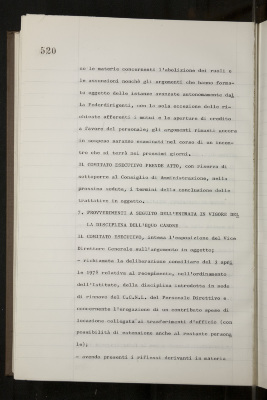 520
se le materie concernenti l'abolizione dei ruoli e
le estensioni nonchè gli argomenti che hanno forma-
to oggetto delle istanze avanzate autonomamente dal
la Federdirigenti, con la sola eccezione delle ri-
chieste afferenti i mutui e le aperture di credito
a favore del personale; gli argomenti rimasti ancora
in sospeso saranno esaminati nel corso di un incon-
tro che si terrà nei prossimi giorni.
IL COMITATO ESECUTIVO PRENDE ATTO, con riserva di
sottoporre al Consiglio di Amministrazione, nella
prossima seduta, i termini della conclusione delle
trattative in oggetto.
2. PROVVEDIMENTI A SEGUITO DELL'ENTRATA IN VIGORE DEL
LA DISCIPLINA DELL'EQUO CANONE
IL COMITATO ESECUTIVO, intesa l'esposizione del Vice
Direttore Generale sull'argomento in oggetto;
- richiamata la deliberazione consiliare del 3 apri
le 1978 relativa al recepimento, nell'ordinamento
dell'Istituto, della disciplina introdotta in sede
di rinnovo del C.C.N.L. del Personale Direttivo e
concernente l'erogazione di un contributo spese di
locazione collegata ai trasferimenti d'ufficio (con
possibilità di estensione anche al restante persona
le);
- avendo presenti i riflessi derivanti in materia